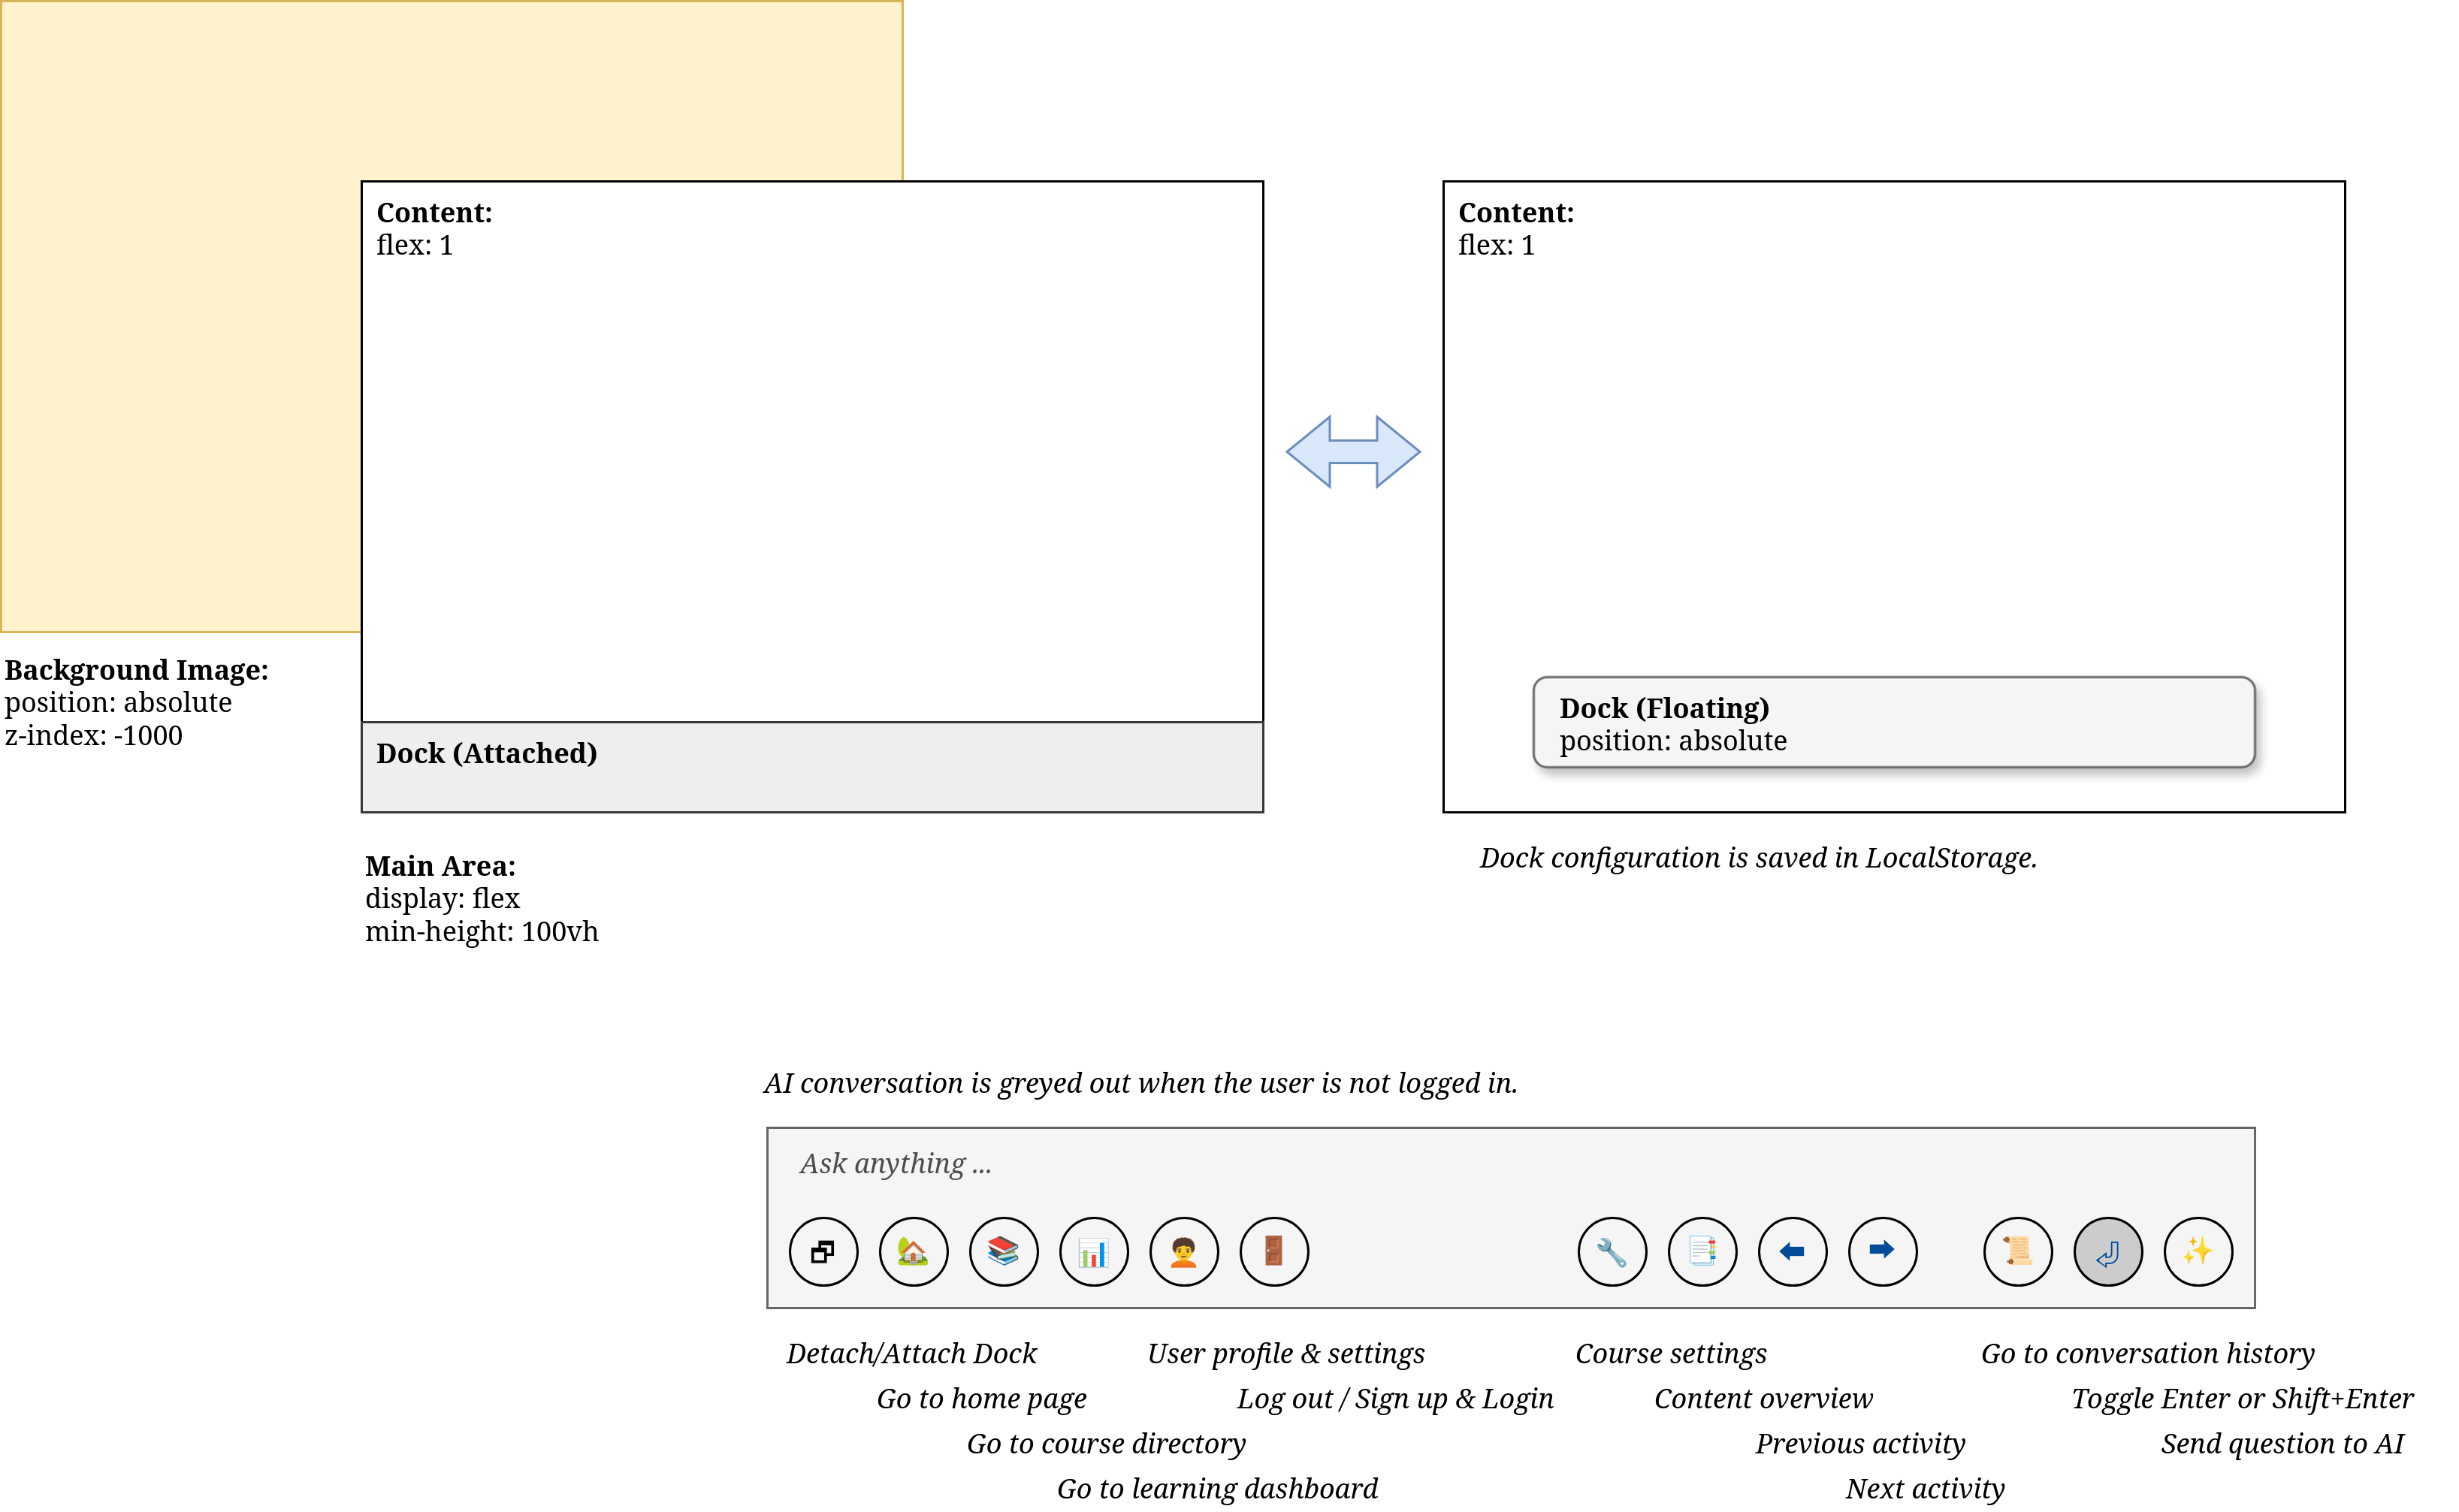 Content:
flex: 1
Content:
flex: 1
Background Image:
position: absolute
z-index: -1000
Dock (Attached)
Dock (Floating)
position: absolute
Main Area:
display: flex
min-height: 100vh
Dock configuration is saved in LocalStorage.
AI conversation is greyed out when the user is not logged in.
Ask anything ...
Detach/Attach Dock
User profile & settings
Course settings
Go to conversation history
Go to home page
Log out / Sign up & Login
Content overview
Toggle Enter or Shift+Enter
Go to course directory
Previous activity
Send question to AI
Go to learning dashboard
Next activity